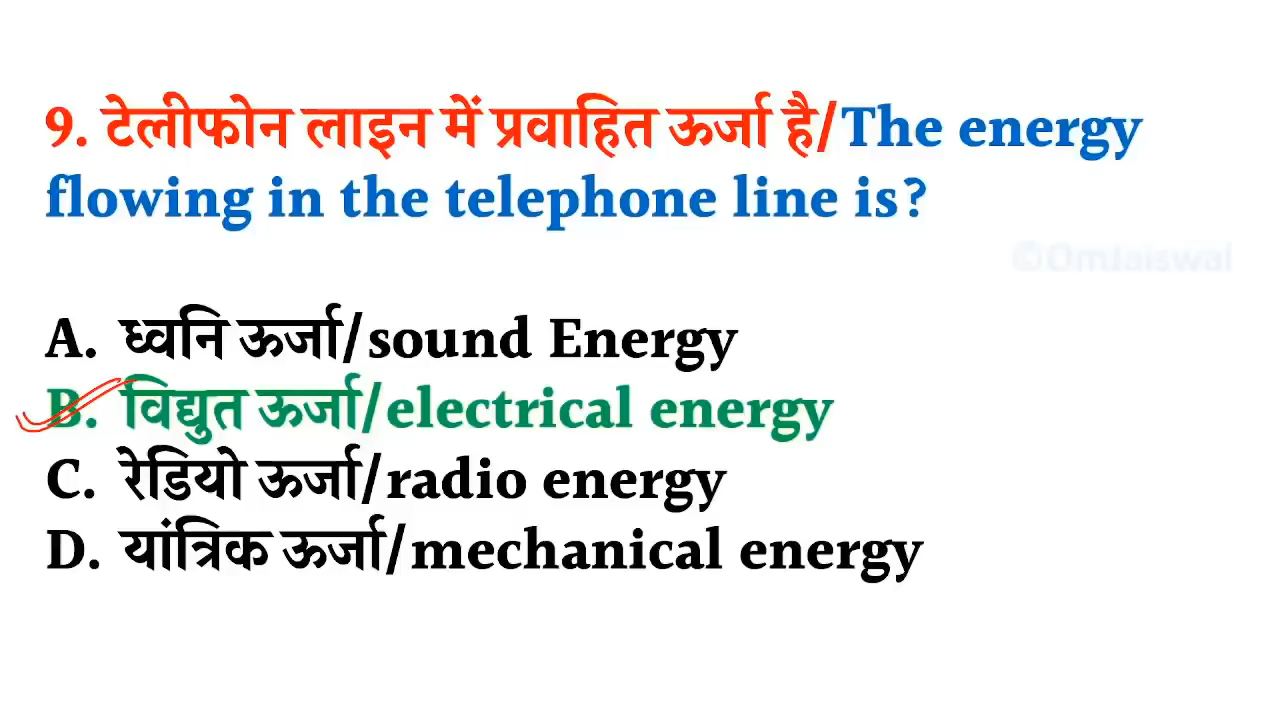 9. टेलीफोन लाइन में प्रवाहित ऊर्जा है/The energy
flowing in the telephone line is?
©OmJaiswal
A. ध्वनि ऊर्जा/sound Energy
B. विद्युत ऊर्जा/electrical energy
C. रेडियो ऊर्जा/radio energy
D. यांत्रिक ऊर्जा/mechanical energy